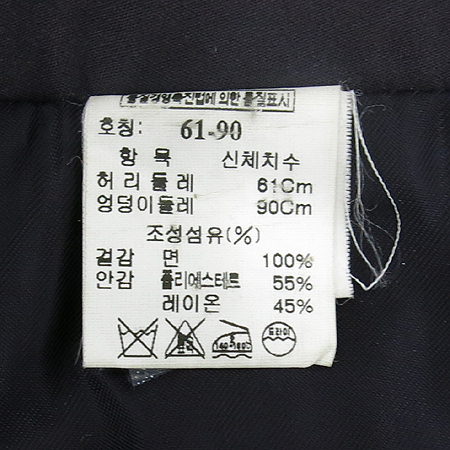 품질경영촉진법에 의한 품질표시
호칭: 61-90
항 목 신체치수
허리둘레 61Cm
엉덩이둘레 90Cm
조성섬유(%)
겉감 면 100%
안감 폴리에스테르 55%
레이온 45%
140-160℃ 드라이